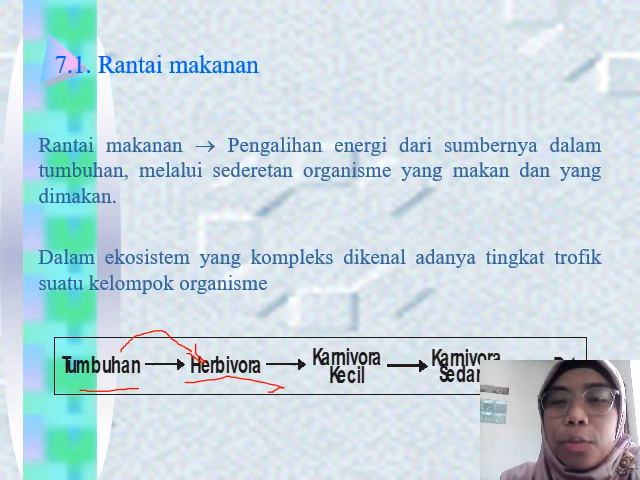 7.1. Rantai makanan
Rantai makanan → Pengalihan energi dari sumbernya dalam
tumbuhan, melalui sederetan organisme yang makan dan yang
dimakan.
Dalam ekosistem yang kompleks dikenal adanya tingkat trofik
suatu kelompok organisme
Tumbuhan → Herbivora → Karnivora Kecil → Karnivora